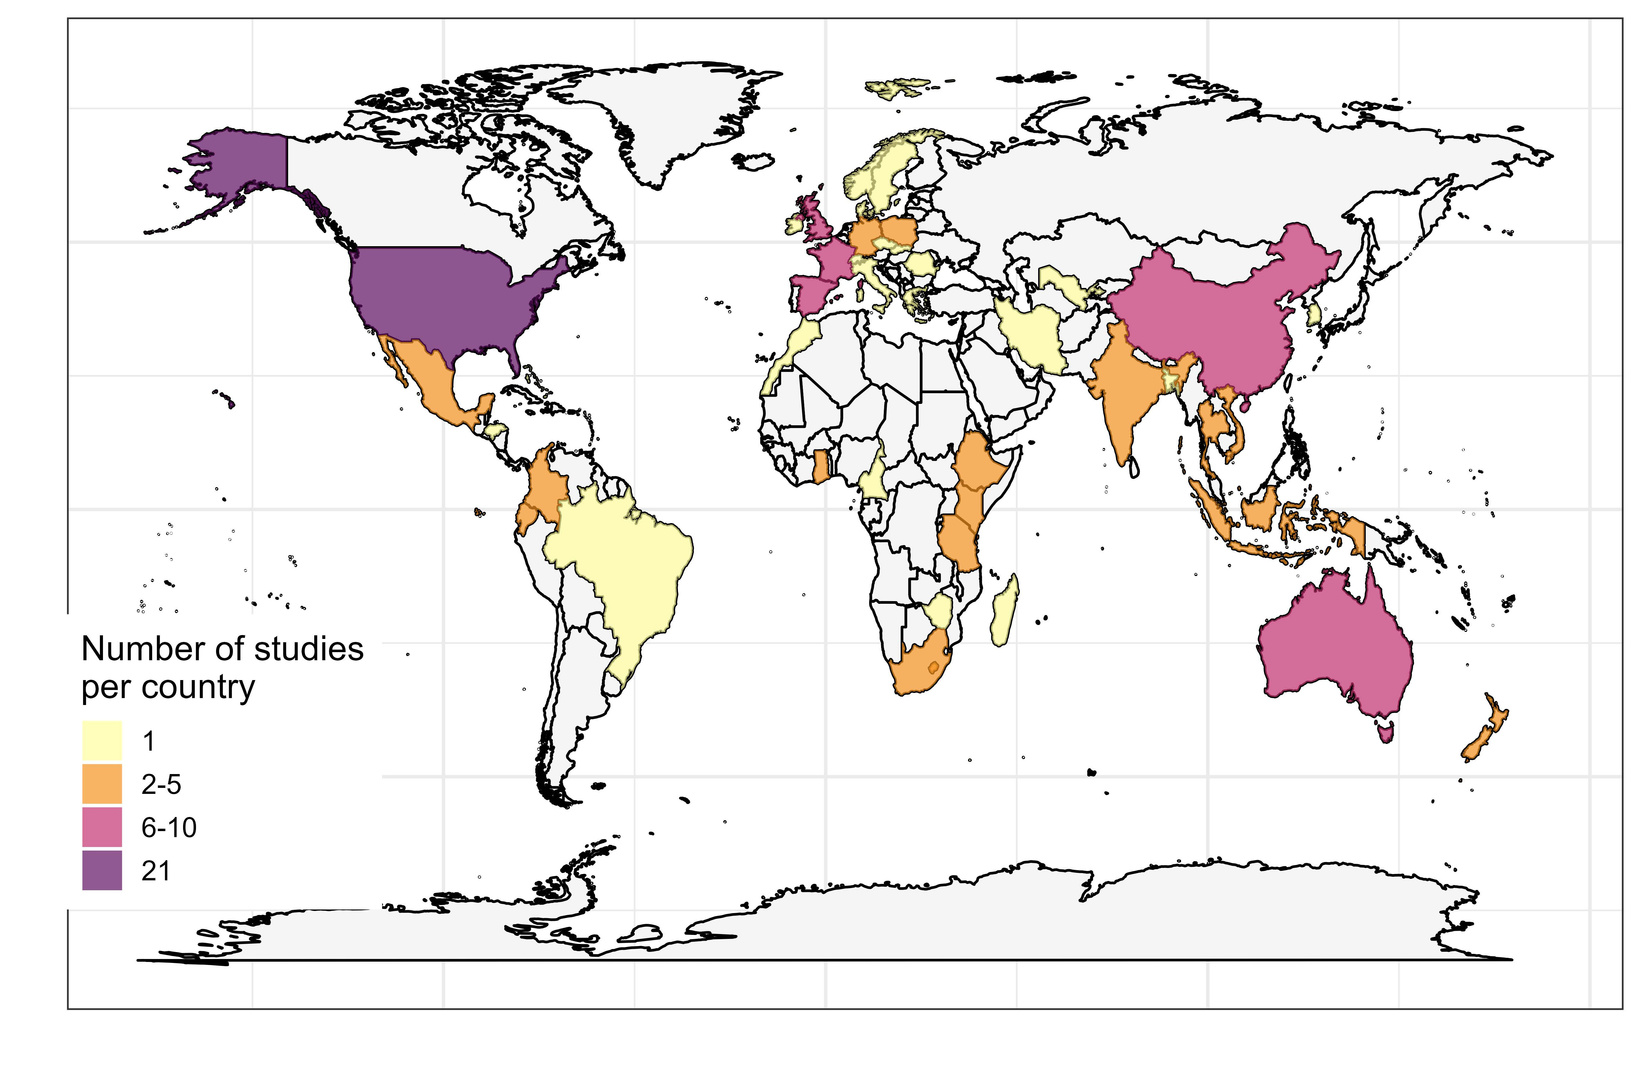 Number of studies
per country
1
2-5
6-10
21